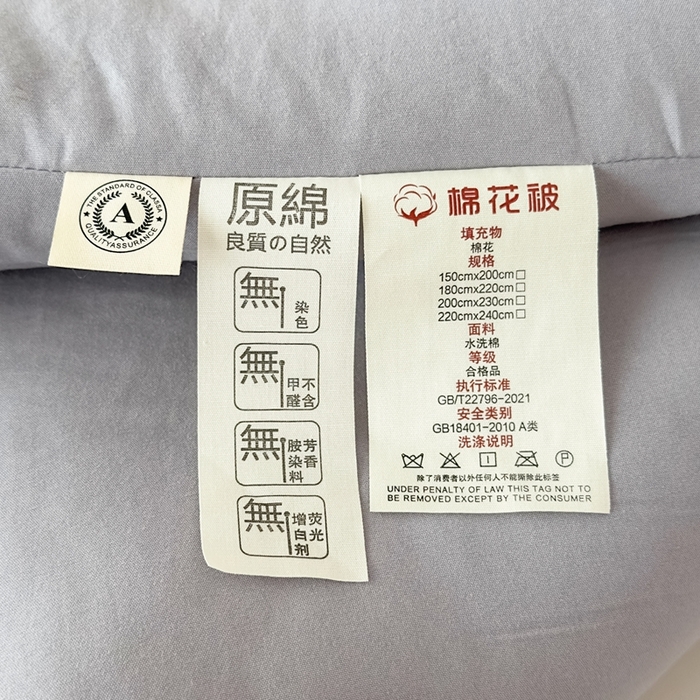 THE STANDARD OF CLASSA
A
QUALITYASSURANCE
原綿
良質の自然
無染色
無甲醛不含
無芳香胺染料
無荧光增白剂
棉花被
填充物
棉花
规格
150cmx200cm□
180cmx220cm□
200cmx230cm□
220cmx240cm□
面料
水洗棉
等级
合格品
执行标准
GB/T22796-2021
安全类别
GB18401-2010 A类
洗涤说明
P
除了消费者以外任何人不能撕除此标签
UNDER PENALTY OF LAW THIS TAG NOT TO
BE REMOVED EXCEPT BY THE CONSUMER